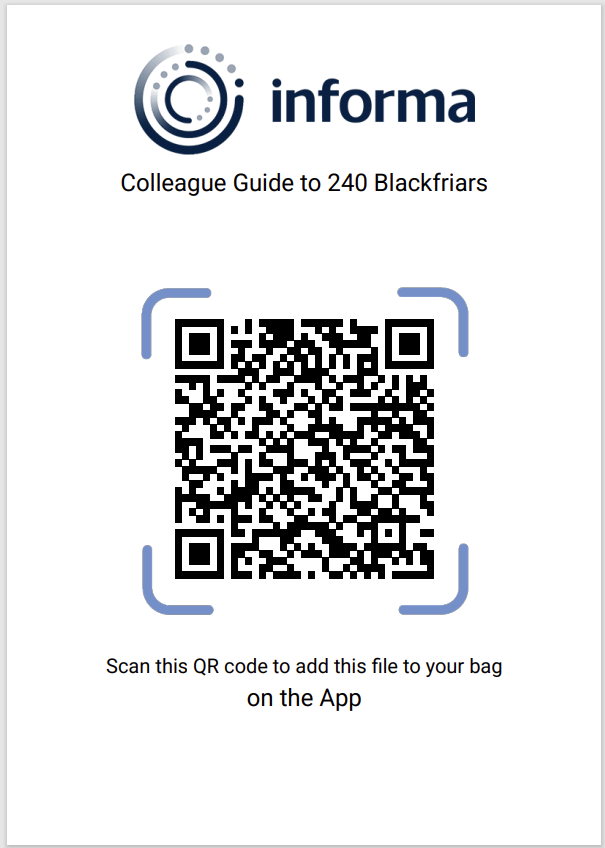 informa
Colleague Guide to 240 Blackfriars
Scan this QR code to add this file to your bag
on the App